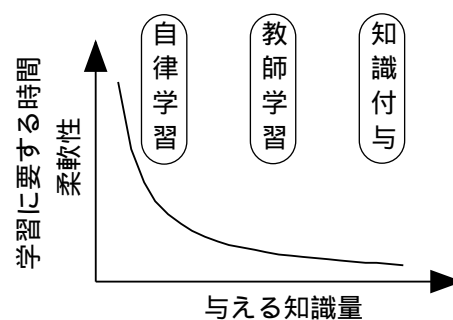 自律学習
教師学習
知識付与
学習に要する時間
柔軟性
与える知識量